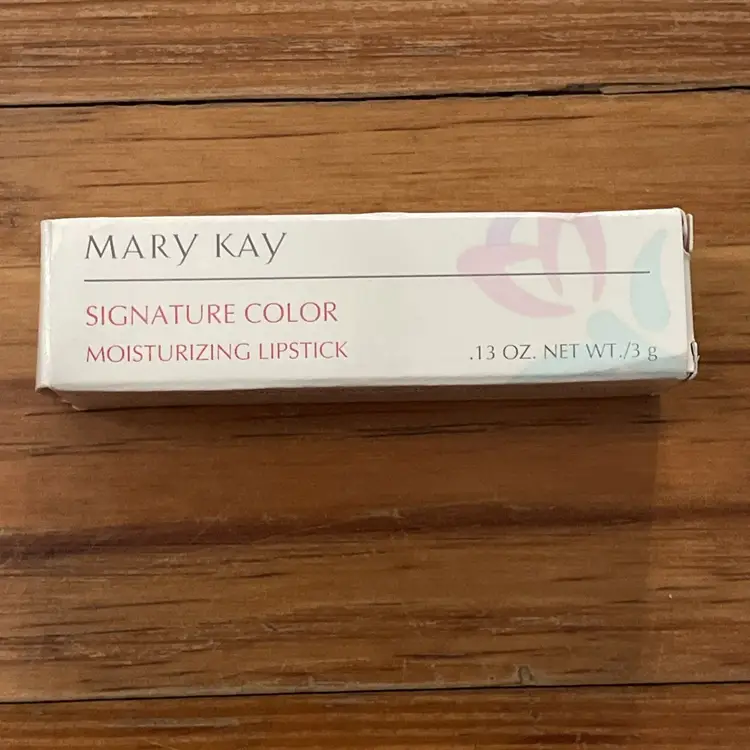 MARY KAY
SIGNATURE COLOR
MOISTURIZING LIPSTICK
.13 OZ. NET WT./3 g